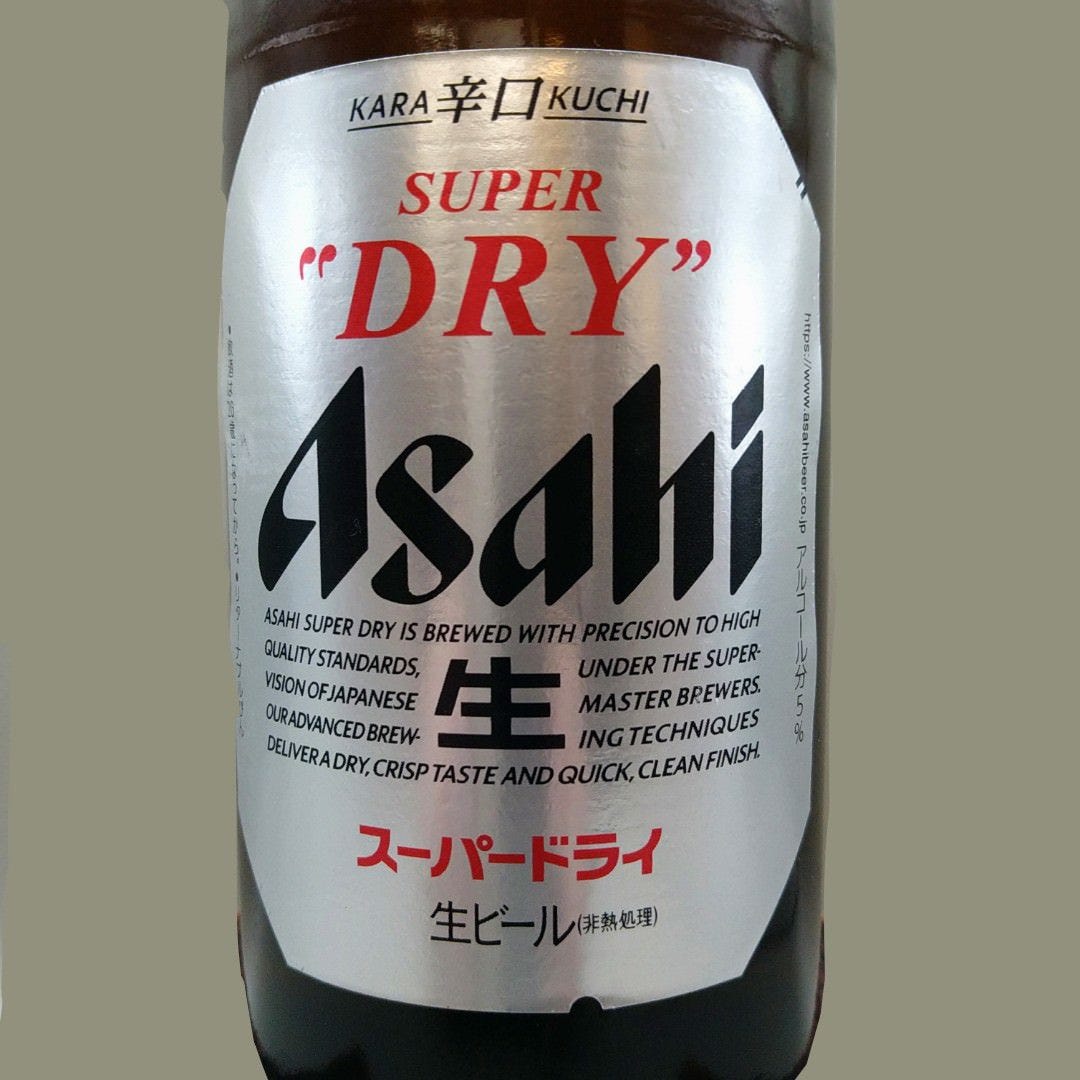 KARA 辛口 KUCHI
SUPER
"DRY"
Asahi
ASAHI SUPER DRY IS BREWED WITH PRECISION TO HIGH
QUALITY STANDARDS, UNDER THE SUPER-
VISION OF JAPANESE MASTER BREWERS.
OUR ADVANCED BREW- ING TECHNIQUES
DELIVER A DRY, CRISP TASTE AND QUICK, CLEAN FINISH.
生
スーパードライ
生ビール(非熱処理)
https://www.asahibeer.co.jp アルコール分5%